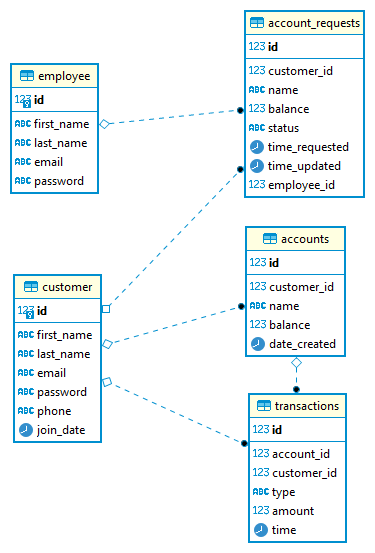 account_requests
123 id
123 customer_id
ABC name
123 balance
ABC status
time_requested
time_updated
123 employee_id
employee
123 id
ABC first_name
ABC last_name
ABC email
ABC password
accounts
123 id
123 customer_id
ABC name
123 balance
date_created
customer
123 id
ABC first_name
ABC last_name
ABC email
ABC password
ABC phone
join_date
transactions
123 id
123 account_id
123 customer_id
ABC type
123 amount
time